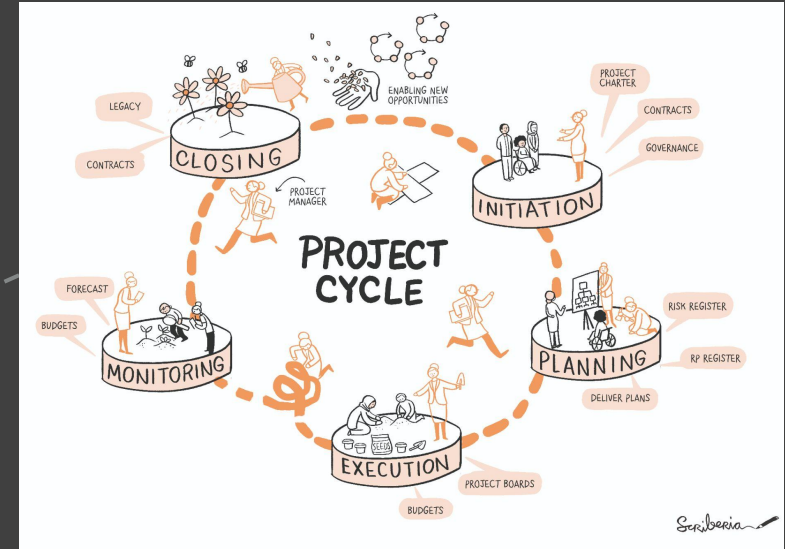 PROJECT
CYCLE
ENABLING NEW
OPPORTUNITIES
PROJECT
CHARTER
CONTRACTS
GOVERNANCE
INITIATION
RISK REGISTER
RP REGISTER
DELIVER PLANS
PLANNING
SEEDS
EXECUTION
PROJECT BOARDS
BUDGETS
FORECAST
BUDGETS
MONITORING
LEGACY
CONTRACTS
CLOSING
PROJECT
MANAGER
Scriberia